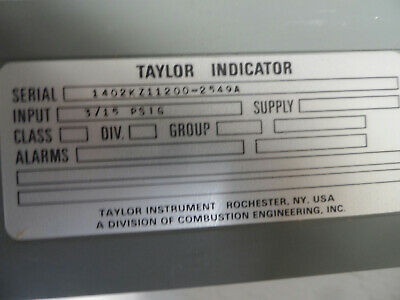 TAYLOR INDICATOR
SERIAL 1402KZ11200-2549A
INPUT 3/15 PSIG SUPPLY
CLASS DIV. GROUP
ALARMS
TAYLOR INSTRUMENT ROCHESTER, NY. USA
A DIVISION OF COMBUSTION ENGINEERING, INC.